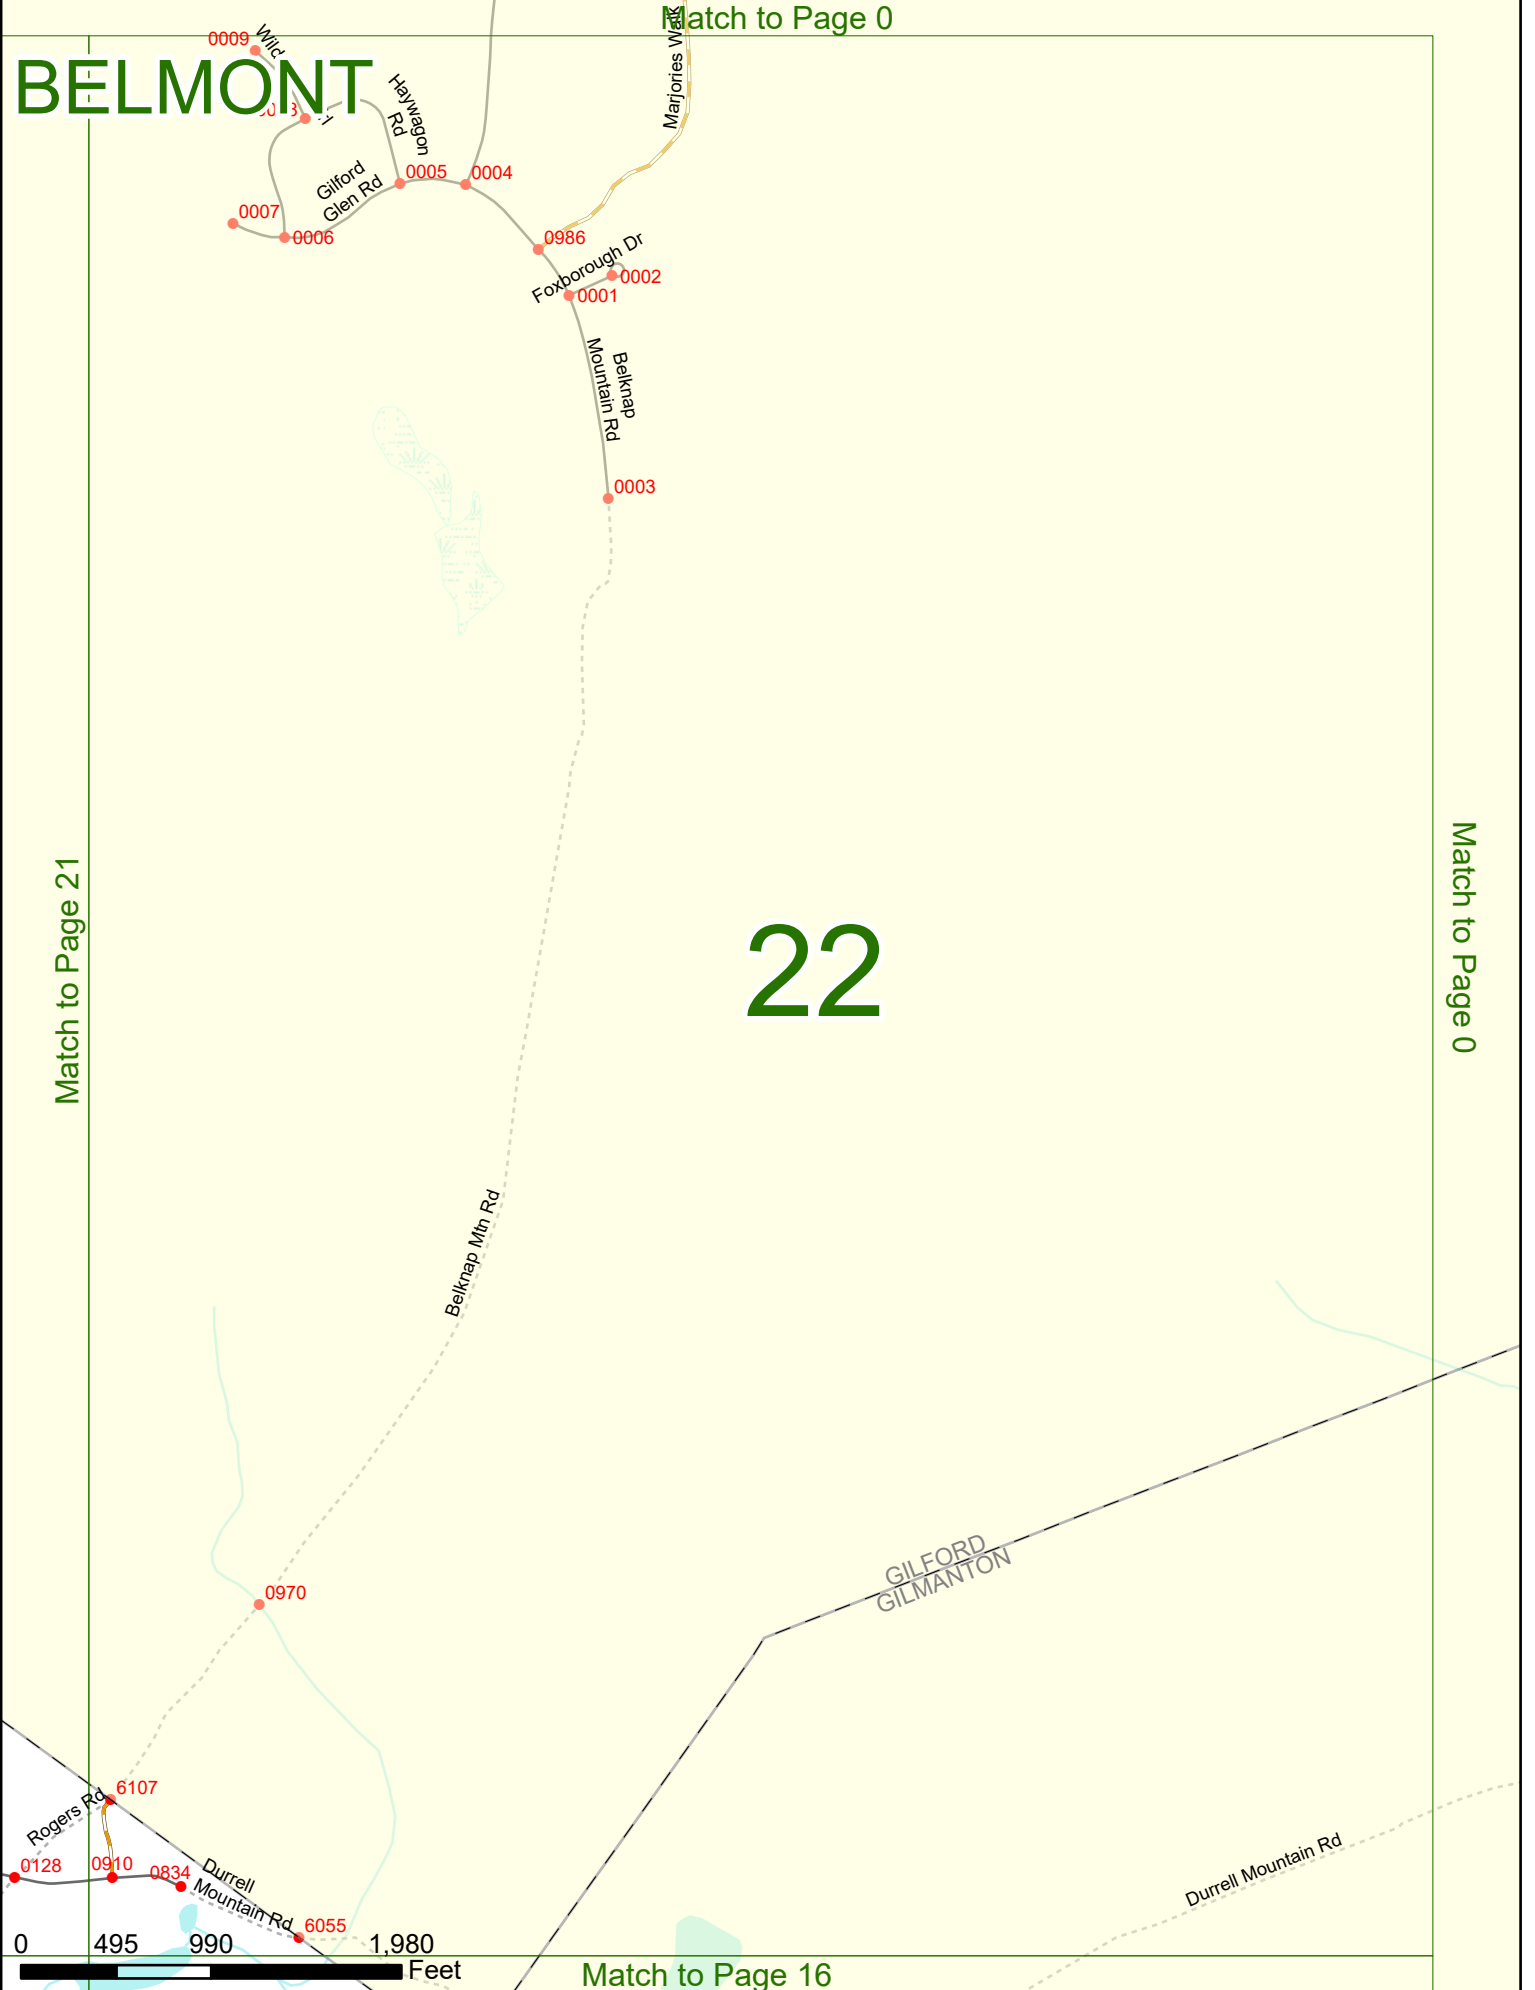 Match to Page 0
BELMONT
0009
Wild
Haywagon
Rd
Marjories Walk
Gilford
Glen Rd
0005
0004
0007
0006
0986
Foxborough Dr
0002
0001
Belknap
Mountain Rd
0003
Match to Page 21
22
Match to Page 0
Belknap Mtn Rd
GILFORD
GILMANTON
0970
6107
Rogers Rd
0128
0910
0834
Durrell
Mountain Rd
6055
Durrell Mountain Rd
0 495 990 1,980
Feet
Match to Page 16